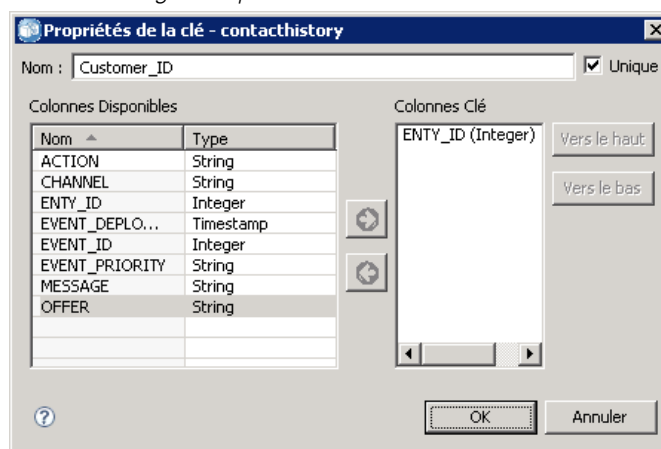 Propriétés de la clé - contacthistory
Nom : Customer_ID Unique
Colonnes Disponibles
Nom Type
ACTION String
CHANNEL String
ENTY_ID Integer
EVENT_DEPLO... Timestamp
EVENT_ID Integer
EVENT_PRIORITY String
MESSAGE String
OFFER String
Colonnes Clé
ENTY_ID (Integer)
Vers le haut
Vers le bas
OK Annuler